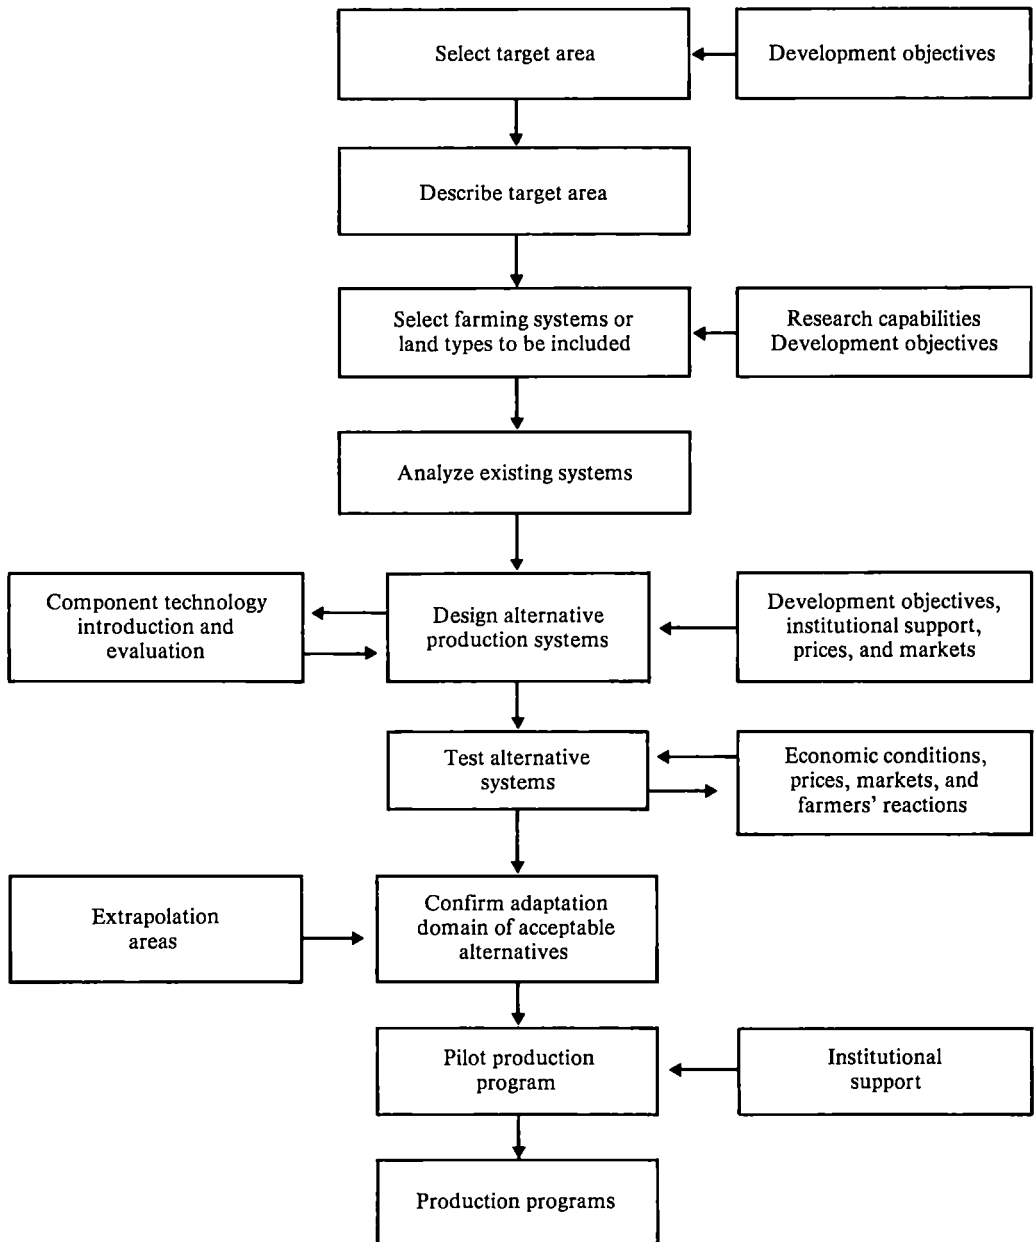 Select target area
Development objectives
Describe target area
Select farming systems or
land types to be included
Research capabilities
Development objectives
Analyze existing systems
Component technology
introduction and
evaluation
Design alternative
production systems
Development objectives,
institutional support,
prices, and markets
Test alternative
systems
Economic conditions,
prices, markets, and
farmers' reactions
Extrapolation
areas
Confirm adaptation
domain of acceptable
alternatives
Pilot production
program
Institutional
support
Production programs